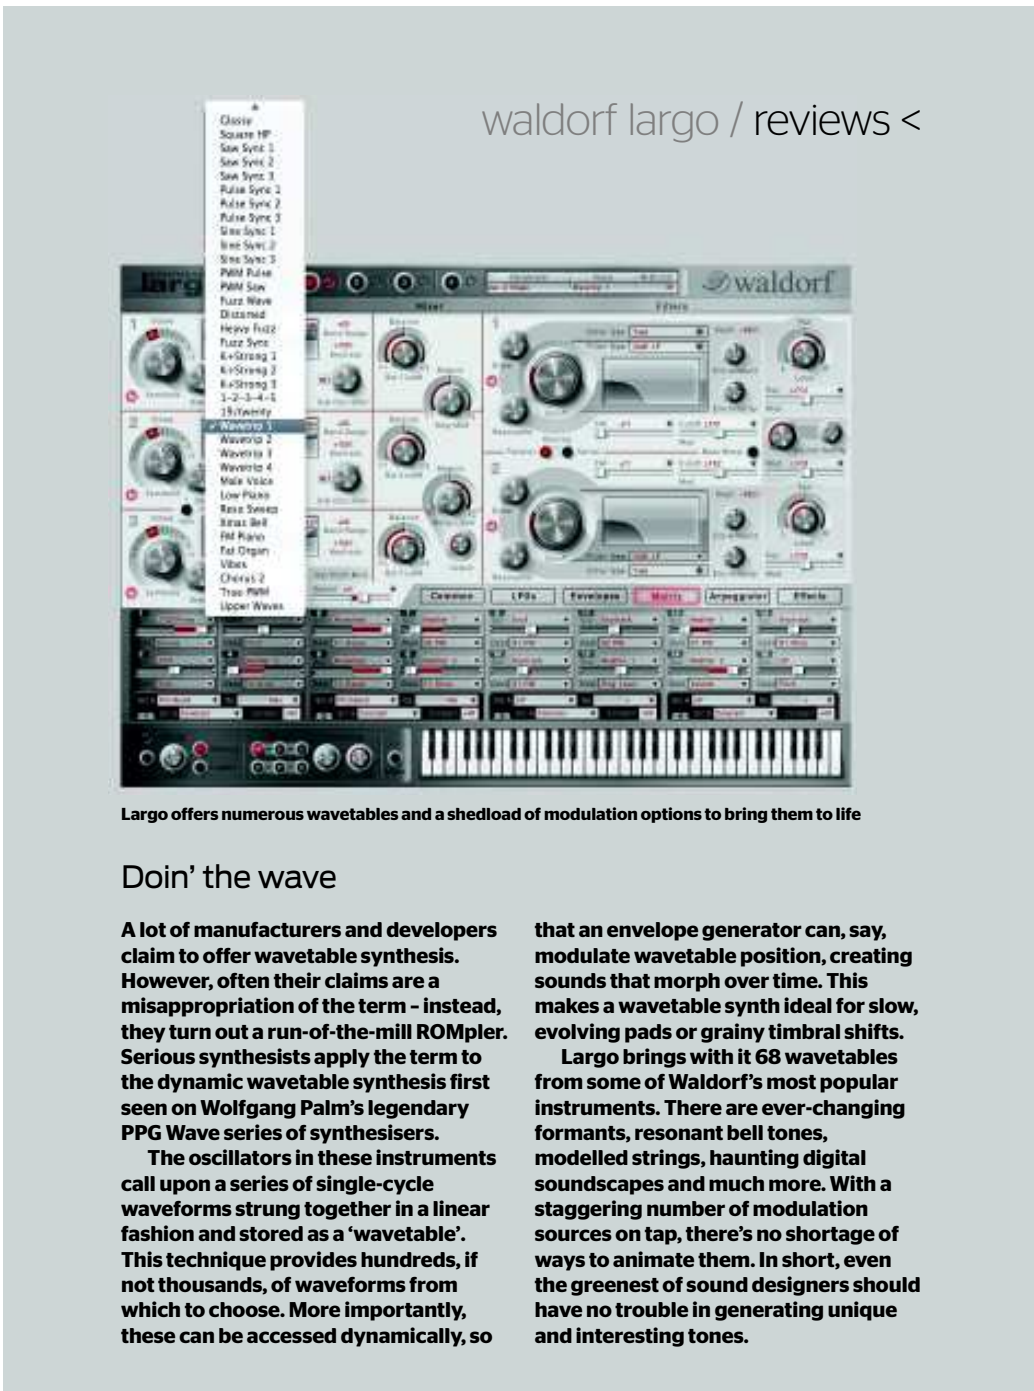 waldorf largo / reviews <
Classy
Square HP
Saw Sync 1
Saw Sync 2
Saw Sync 3
Pulse Sync 1
Pulse Sync 2
Pulse Sync 3
Sine Sync 1
Sine Sync 2
Sine Sync 3
PWM Pulse
PWM Saw
Fuzz Wave
Distorted
Heavy Fuzz
Fuzz Sync
K+Strong 1
K+Strong 2
K+Strong 3
1-2-3-4-5
19/twenty
✓ Wavetrip 1
Wavetrip 2
Wavetrip 3
Wavetrip 4
Male Voice
Low Piano
Reso Sweep
Xmas Bell
FM Piano
Fat Organ
Vibes
Chorus 2
True PWM
Upper Waves
larg
waldorf
Mixer
Filters
Common
LFOs
Envelopes
Matrix
Arpeggiator
Effects
Largo offers numerous wavetables and a shedload of modulation options to bring them to life
Doin’ the wave
A lot of manufacturers and developers
claim to offer wavetable synthesis.
However, often their claims are a
misappropriation of the term – instead,
they turn out a run-of-the-mill ROMpler.
Serious synthesists apply the term to
the dynamic wavetable synthesis first
seen on Wolfgang Palm’s legendary
PPG Wave series of synthesisers.
The oscillators in these instruments
call upon a series of single-cycle
waveforms strung together in a linear
fashion and stored as a ‘wavetable’.
This technique provides hundreds, if
not thousands, of waveforms from
which to choose. More importantly,
these can be accessed dynamically, so
that an envelope generator can, say,
modulate wavetable position, creating
sounds that morph over time. This
makes a wavetable synth ideal for slow,
evolving pads or grainy timbral shifts.
Largo brings with it 68 wavetables
from some of Waldorf’s most popular
instruments. There are ever-changing
formants, resonant bell tones,
modelled strings, haunting digital
soundscapes and much more. With a
staggering number of modulation
sources on tap, there’s no shortage of
ways to animate them. In short, even
the greenest of sound designers should
have no trouble in generating unique
and interesting tones.